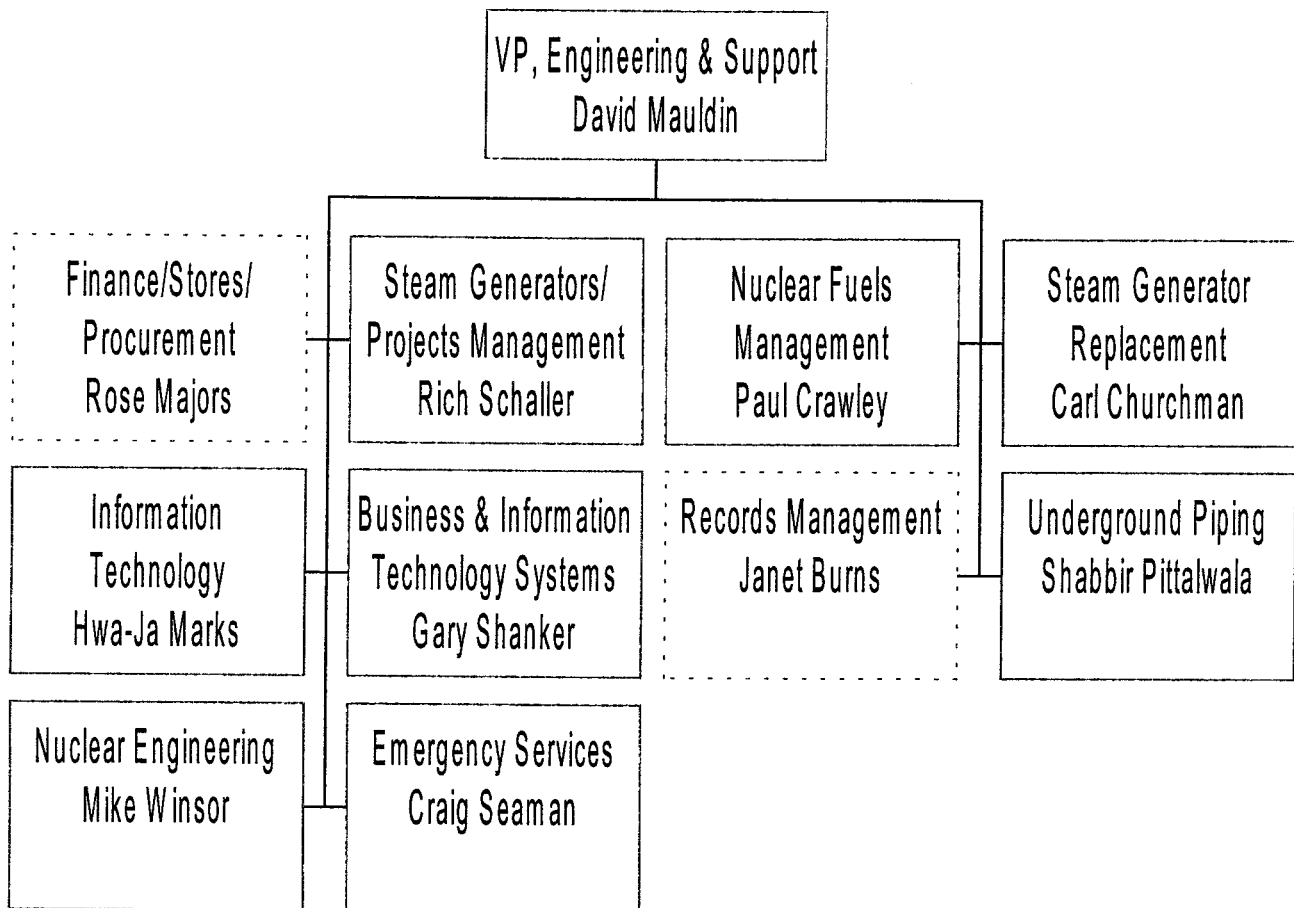 VP, Engineering & Support
David Mauldin
Finance/Stores/
Procurement
Rose Majors
Steam Generators/
Projects Management
Rich Schaller
Nuclear Fuels
Management
Paul Crawley
Steam Generator
Replacement
Carl Churchman
Information
Technology
Hwa-Ja Marks
Business & Information
Technology Systems
Gary Shanker
Records Management
Janet Burns
Underground Piping
Shabbir Pittalwala
Nuclear Engineering
Mike Winsor
Emergency Services
Craig Seaman